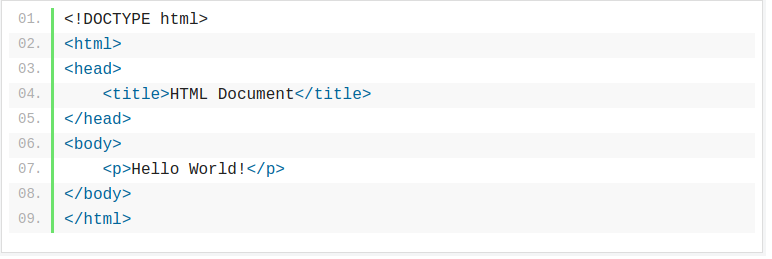 01. <!DOCTYPE html>
02. <html>
03. <head>
04.     <title>HTML Document</title>
05. </head>
06. <body>
07.     <p>Hello World!</p>
08. </body>
09. </html>